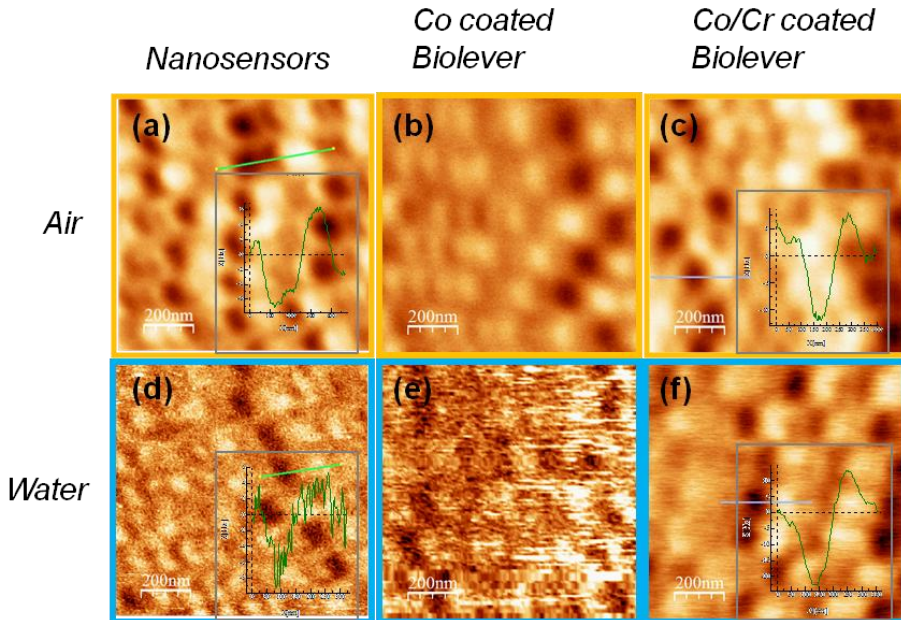 Nanosensors
Co coated
Biolever
Co/Cr coated
Biolever
Air
(a)
(b)
(c)
200nm
200nm
200nm
Water
(d)
(e)
(f)
200nm
200nm
200nm